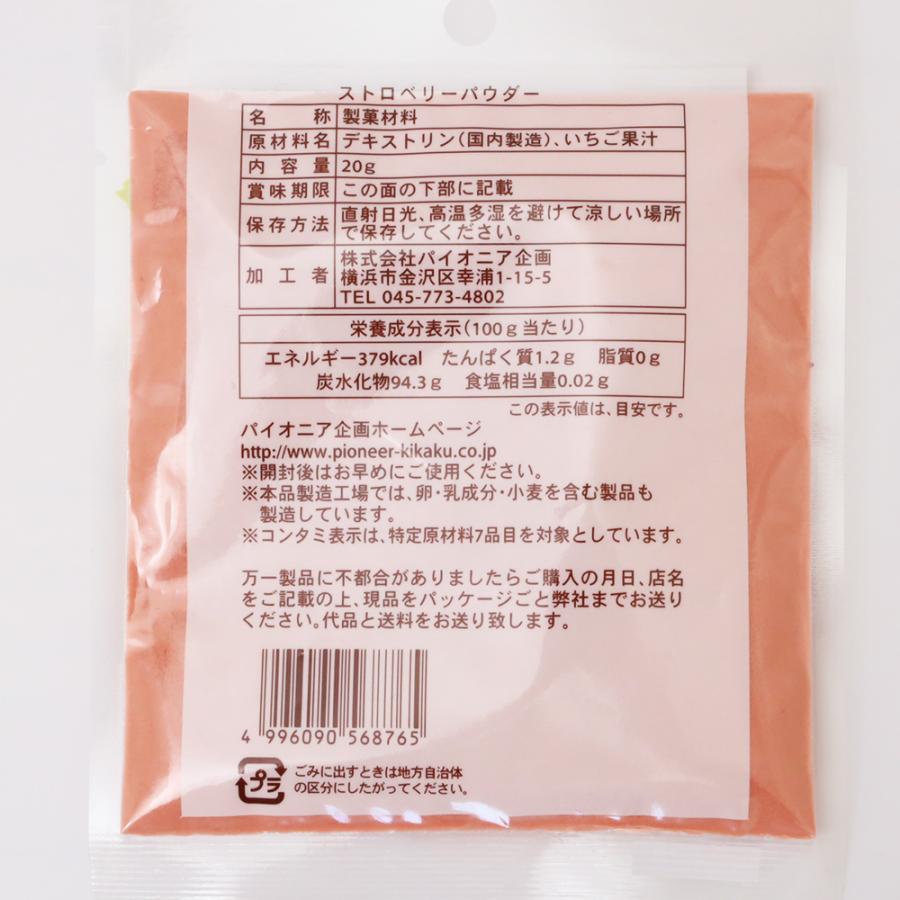 ストロベリーパウダー
名称 製菓材料
原材料名 デキストリン(国内製造)、いちご果汁
内容量 20g
賞味期限 この面の下部に記載
保存方法 直射日光、高温多湿を避けて涼しい場所
で保存してください。
加工者 株式会社パイオニア企画
横浜市金沢区幸浦1-15-5
TEL 045-773-4802
栄養成分表示(100g当たり)
エネルギー379kcal たんぱく質1.2g 脂質0g
炭水化物94.3g 食塩相当量0.02g
この表示値は、目安です。
パイオニア企画ホームページ
http://www.pioneer-kikaku.co.jp
※開封後はお早めにご使用ください。
※本品製造工場では、卵・乳成分・小麦を含む製品も
製造しています。
※コンタミ表示は、特定原材料7品目を対象としています。
万一製品に不都合がありましたらご購入の月日、店名
をご記載の上、現品をパッケージごと弊社までお送り
ください。代品と送料をお送り致します。
4 996090 568765
プラ
ごみに出すときは地方自治体
の区分にしたがってください。